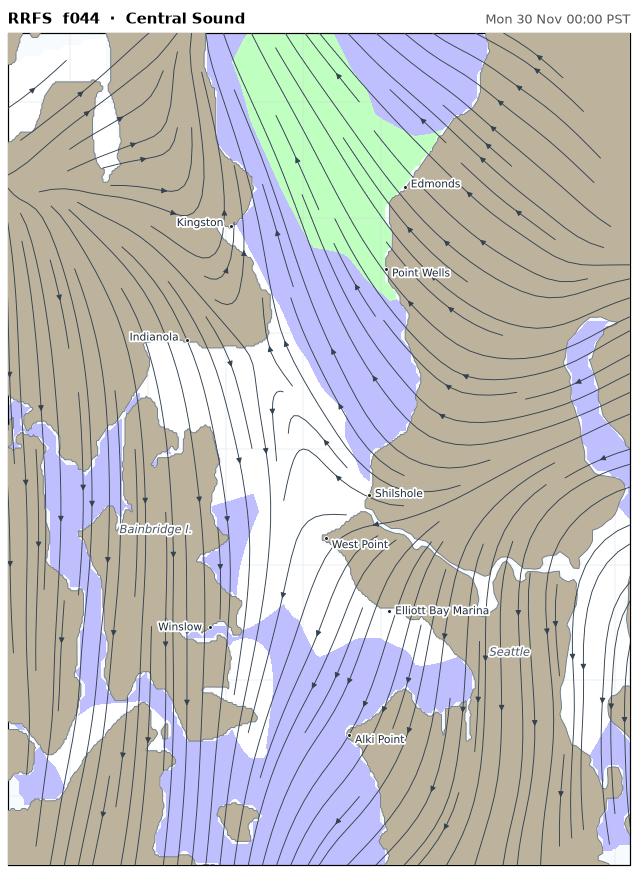 RRFS f044 · Central Sound
Mon 30 Nov 00:00 PST
Edmonds
Kingston
Point Wells
Indianola
Shilshole
Bainbridge I.
West Point
Elliott Bay Marina
Winslow
Seattle
Alki Point